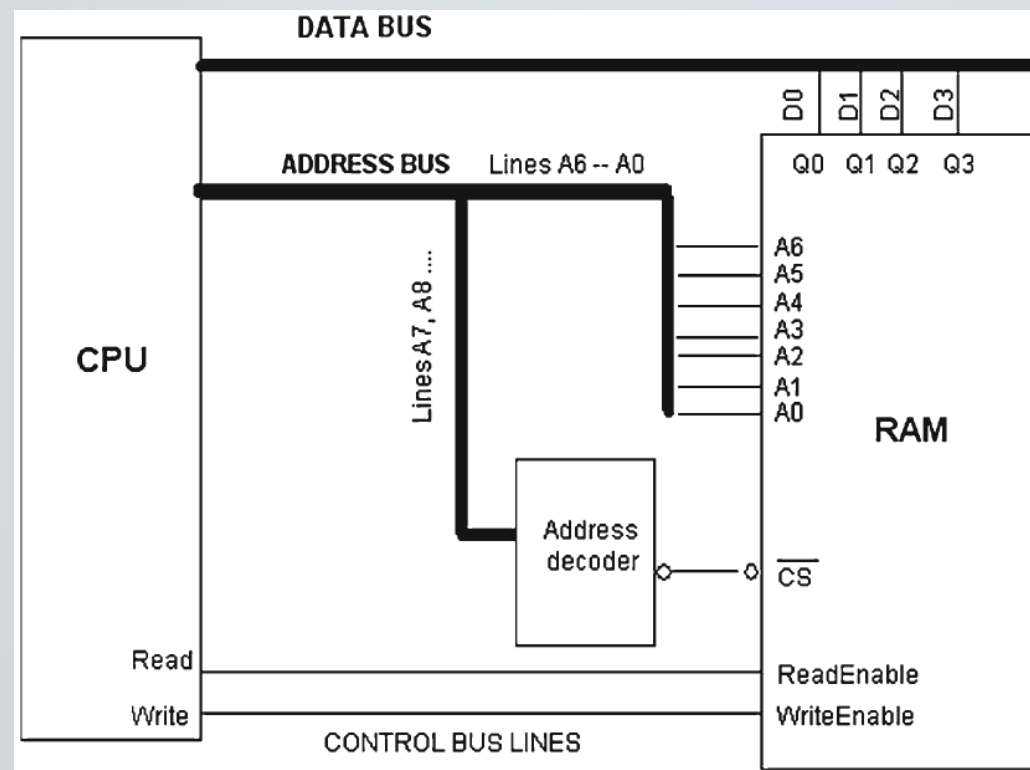 DATA BUS
D0 D1 D2 D3
ADDRESS BUS Lines A6 -- A0
Q0 Q1 Q2 Q3
Lines A7, A8 ....
A6
A5
A4
A3
A2
A1
A0
CPU
RAM
Address
decoder
CS
Read
ReadEnable
Write
WriteEnable
CONTROL BUS LINES